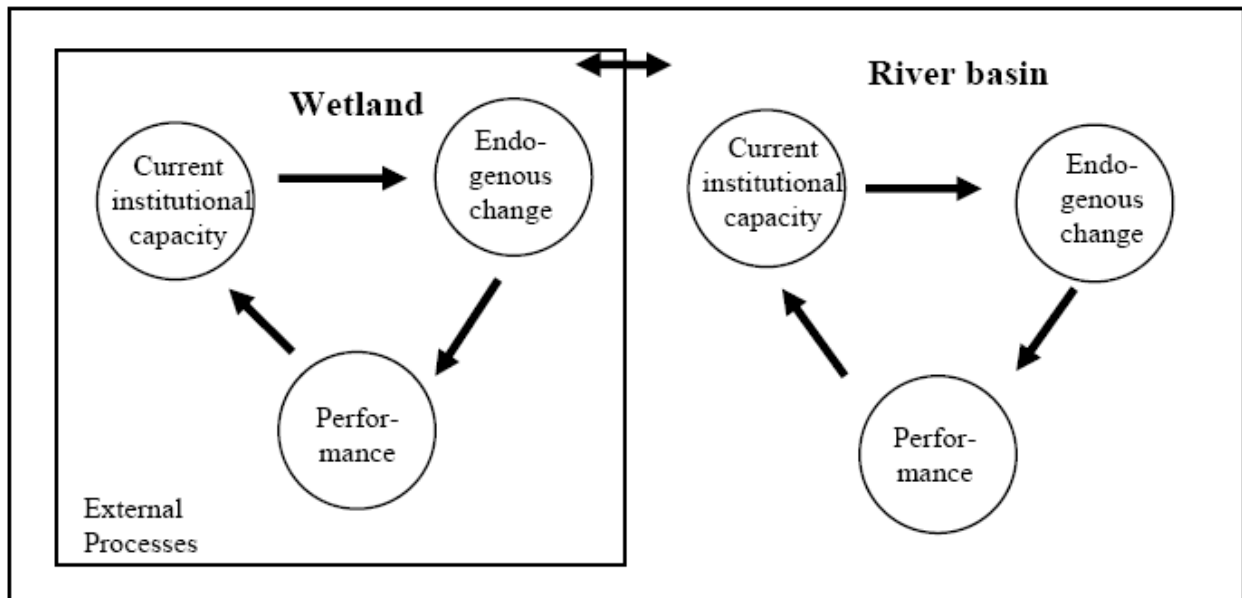 Wetland
Current
institutional
capacity
Endo-
genous
change
Perfor-
mance
External
Processes
River basin
Current
institutional
capacity
Endo-
genous
change
Perfor-
mance